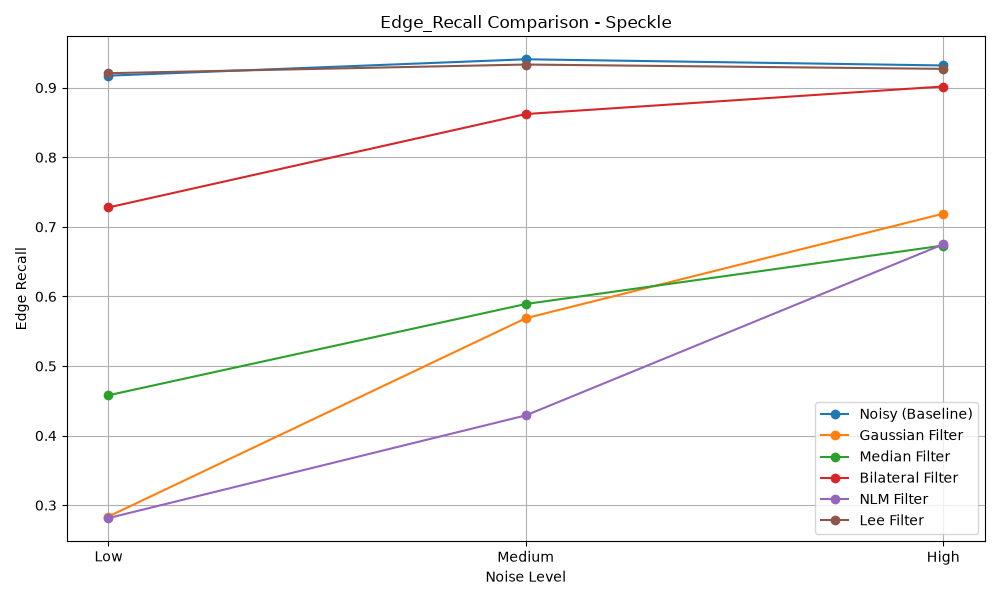 Edge_Recall Comparison - Speckle
Edge Recall
0.9
0.8
0.7
0.6
0.5
0.4
0.3
Low
Medium
High
Noise Level
Noisy (Baseline)
Gaussian Filter
Median Filter
Bilateral Filter
NLM Filter
Lee Filter